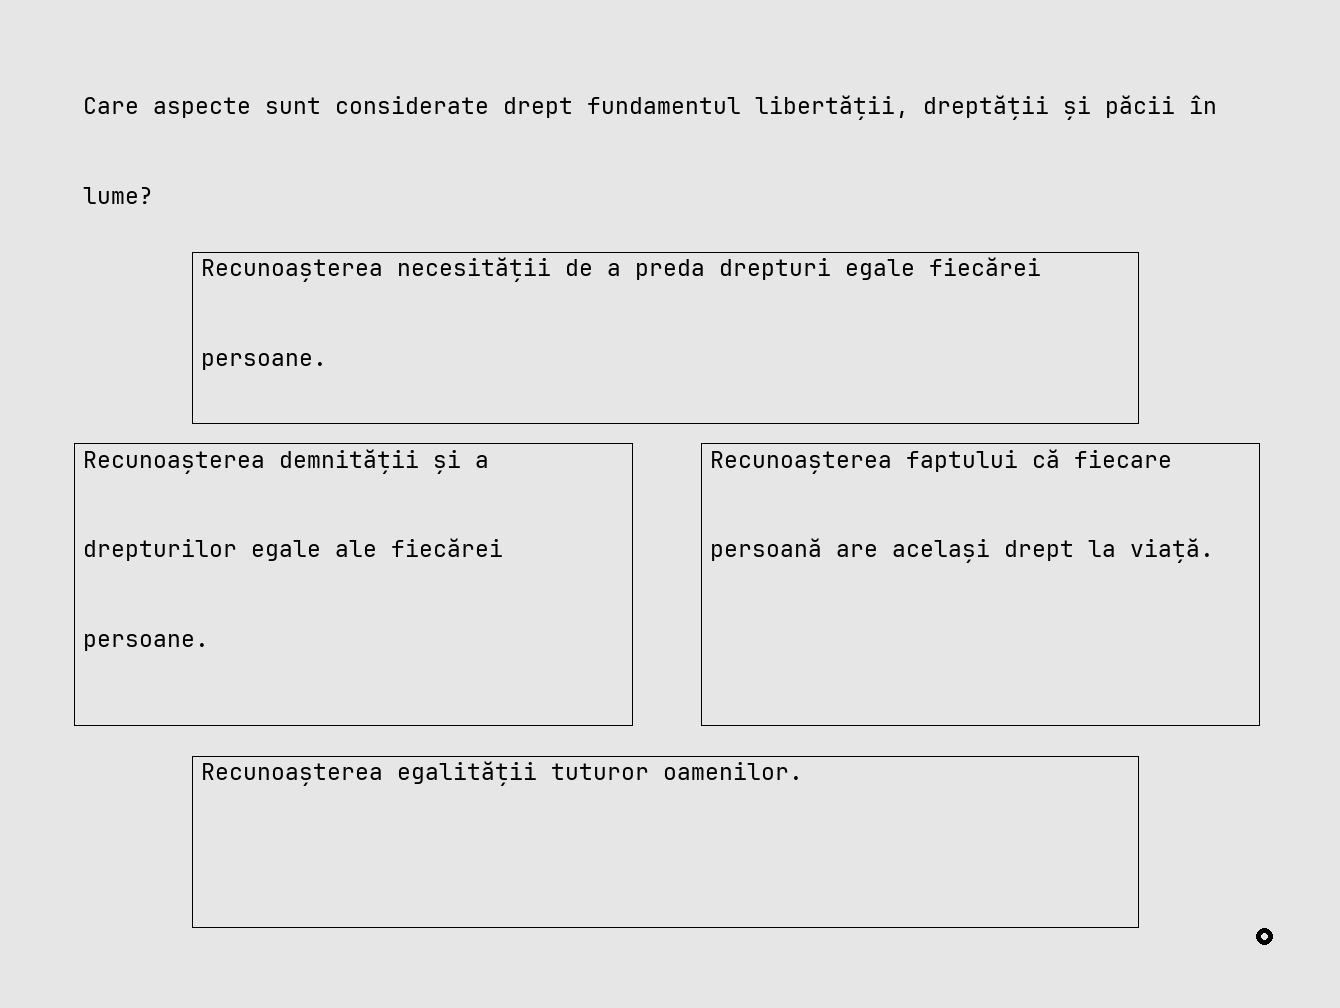 Care aspecte sunt considerate drept fundamentul libertății, dreptății și păcii în
lume?
Recunoașterea necesității de a preda drepturi egale fiecărei
persoane.
Recunoașterea demnității și a
drepturilor egale ale fiecărei
persoane.
Recunoașterea faptului că fiecare
persoană are același drept la viață.
Recunoașterea egalității tuturor oamenilor.